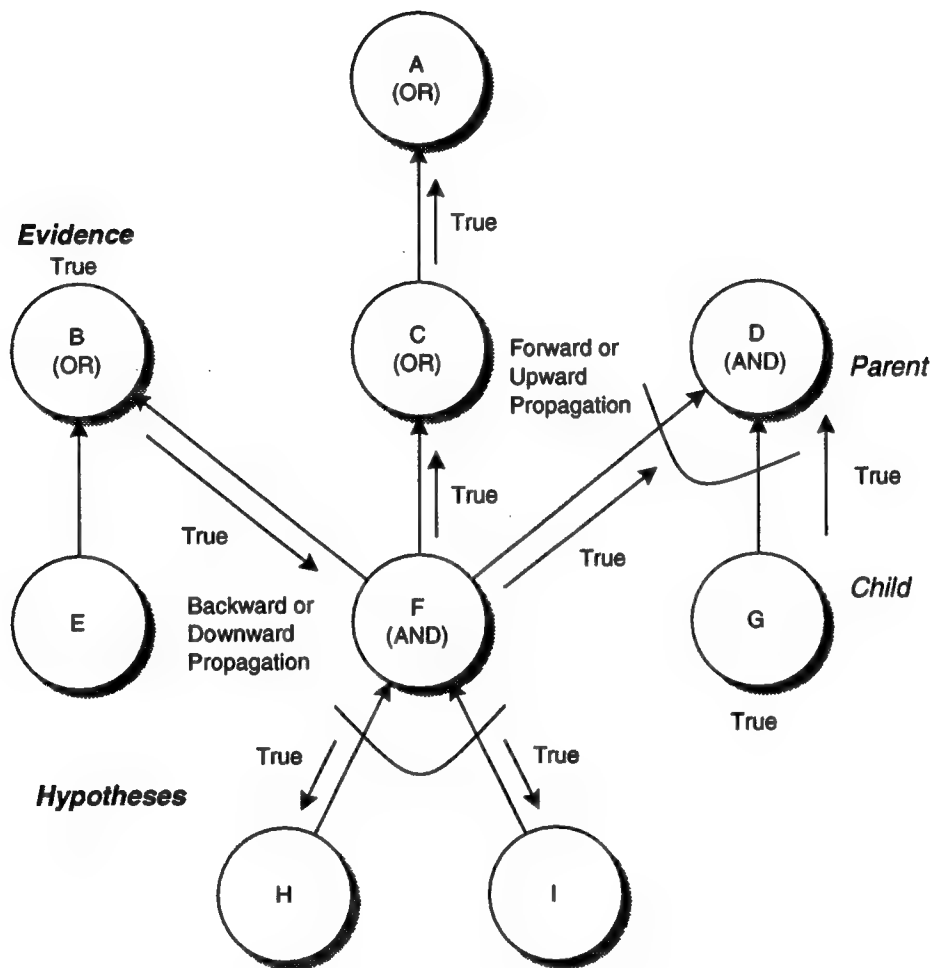 A
(OR)
True
Evidence
True
B
(OR)
C
(OR)
Forward or
Upward
Propagation
D
(AND)
Parent
True
True
True
True
E
Backward or
Downward
Propagation
F
(AND)
G
Child
True
True
True
Hypotheses
H
I